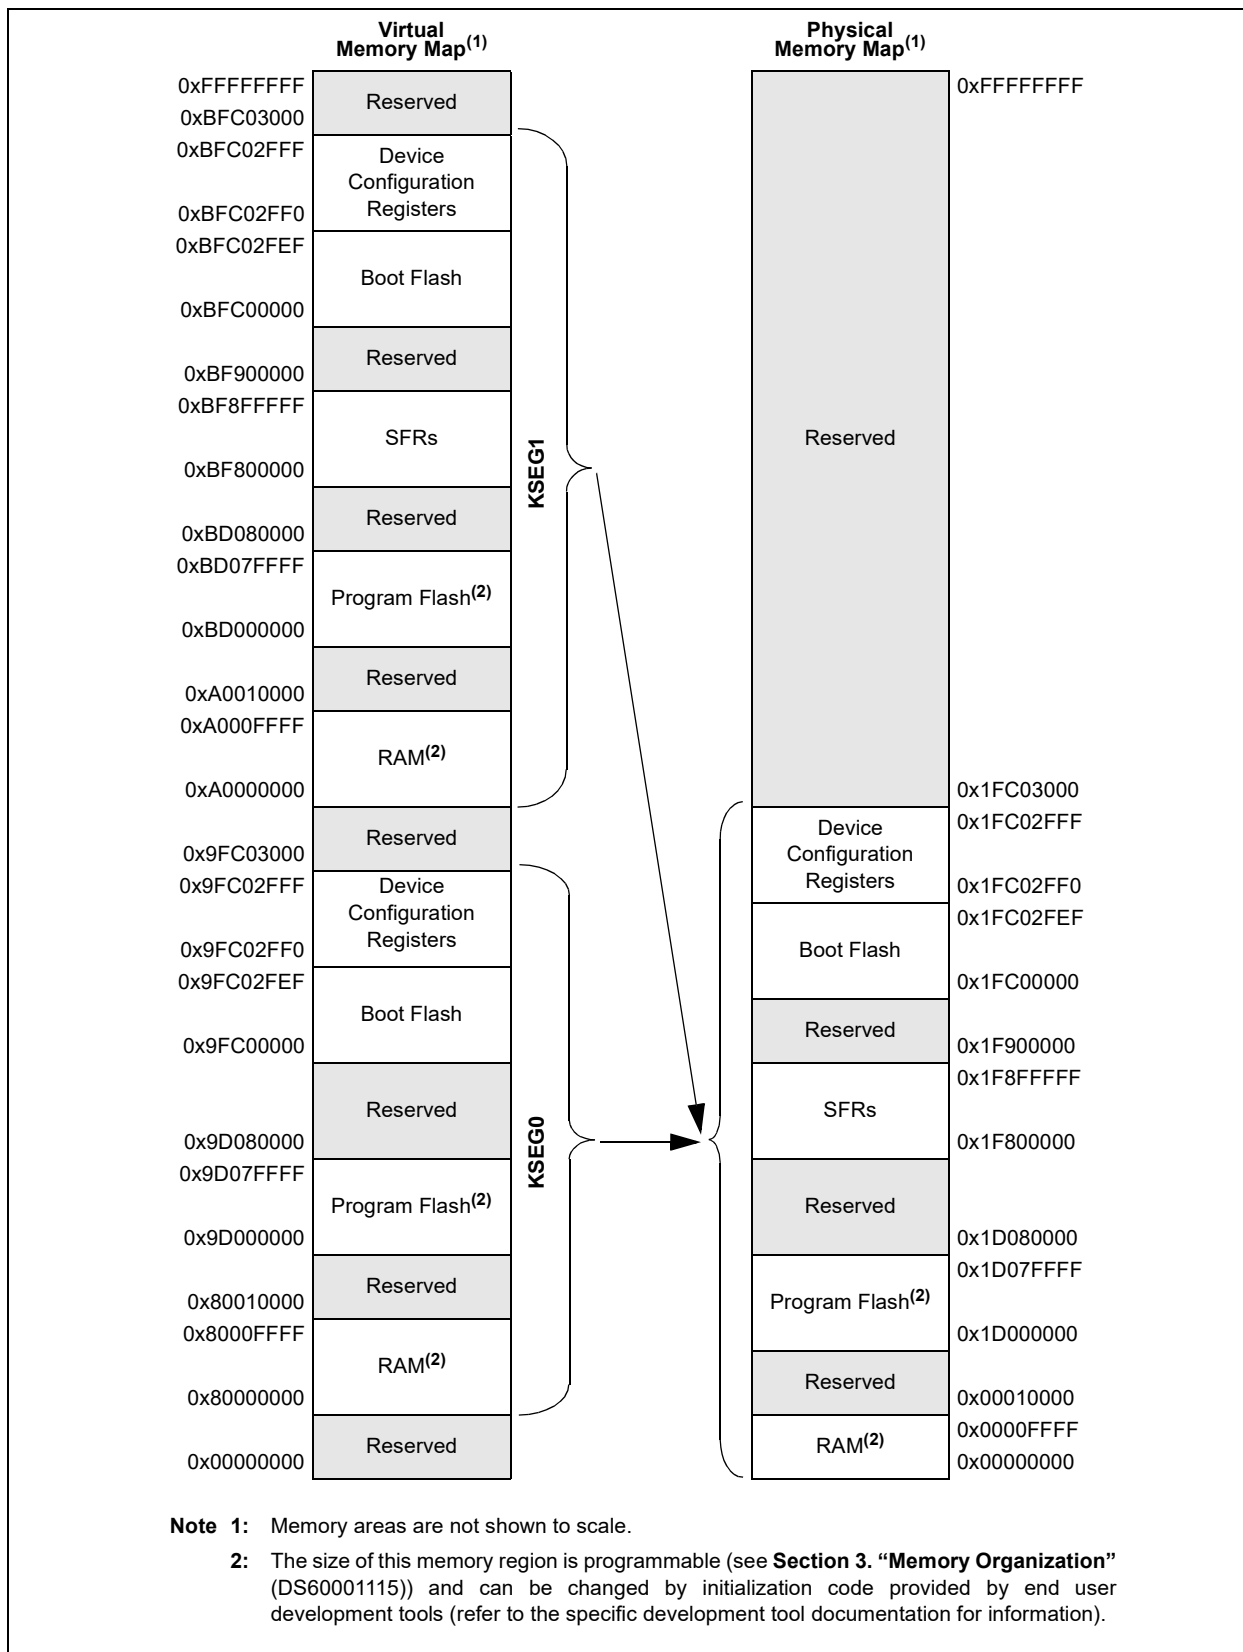 Virtual
Memory Map(1)
0xFFFFFFFF
Reserved
0xBFC03000
0xBFC02FFF
Device
Configuration
Registers
0xBFC02FF0
0xBFC02FEF
Boot Flash
0xBFC00000
Reserved
0xBF900000
0xBF8FFFFF
SFRs
0xBF800000
Reserved
0xBD080000
0xBD07FFFF
Program Flash(2)
0xBD000000
Reserved
0xA0010000
0xA000FFFF
RAM(2)
0xA0000000
KSEG1
Reserved
0x9FC03000
0x9FC02FFF
Device
Configuration
Registers
0x9FC02FF0
0x9FC02FEF
Boot Flash
0x9FC00000
Reserved
0x9D080000
0x9D07FFFF
Program Flash(2)
0x9D000000
Reserved
0x80010000
0x8000FFFF
RAM(2)
0x80000000
KSEG0
Reserved
0x00000000
Physical
Memory Map(1)
0xFFFFFFFF
Reserved
0x1FC03000
0x1FC02FFF
Device
Configuration
Registers
0x1FC02FF0
0x1FC02FEF
Boot Flash
0x1FC00000
Reserved
0x1F900000
0x1F8FFFFF
SFRs
0x1F800000
Reserved
0x1D080000
0x1D07FFFF
Program Flash(2)
0x1D000000
Reserved
0x00010000
0x0000FFFF
RAM(2)
0x00000000
Note 1: Memory areas are not shown to scale.
2: The size of this memory region is programmable (see Section 3. “Memory Organization”
(DS60001115)) and can be changed by initialization code provided by end user
development tools (refer to the specific development tool documentation for information).